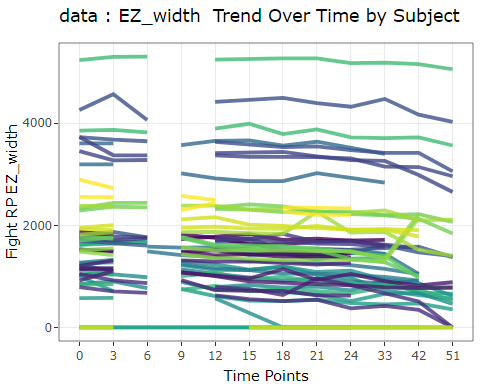 data : EZ_width Trend Over Time by Subject
Fight RP EZ_width
4000
2000
0
0 3 6 9 12 15 18 21 24 33 42 51
Time Points